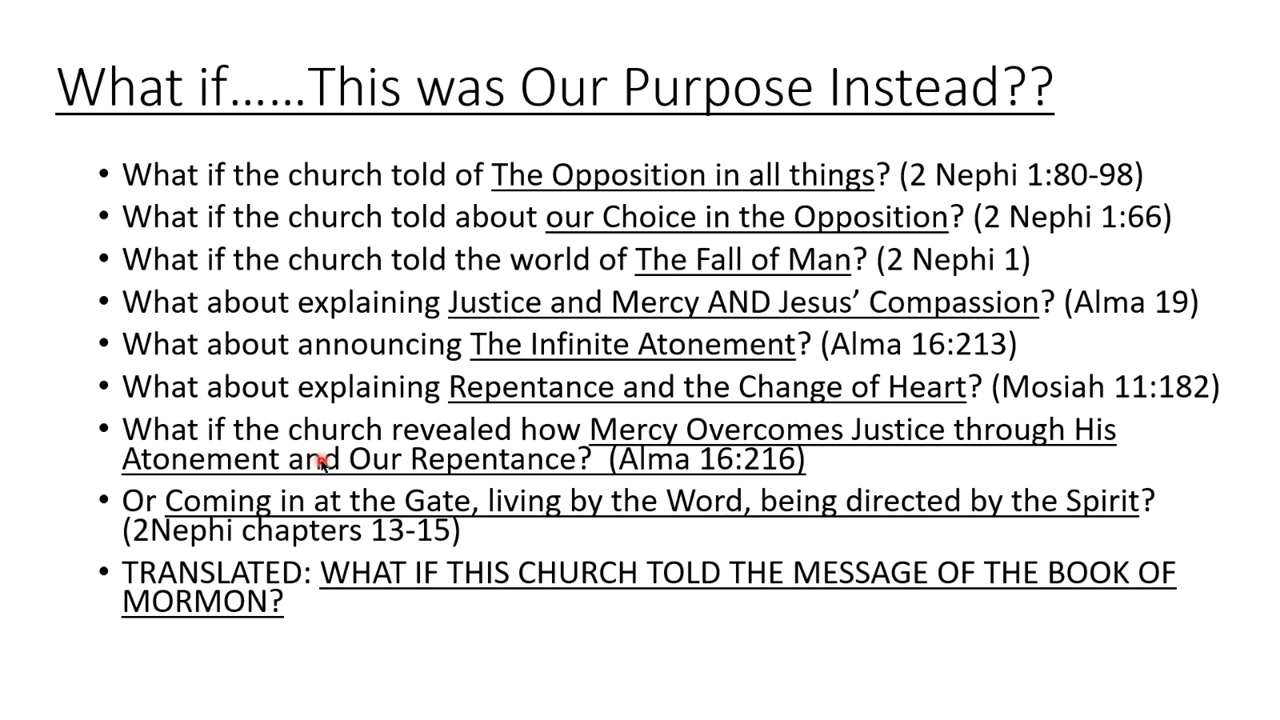 What if……This was Our Purpose Instead??
• What if the church told of The Opposition in all things? (2 Nephi 1:80-98)
• What if the church told about our Choice in the Opposition? (2 Nephi 1:66)
• What if the church told the world of The Fall of Man? (2 Nephi 1)
• What about explaining Justice and Mercy AND Jesus’ Compassion? (Alma 19)
• What about announcing The Infinite Atonement? (Alma 16:213)
• What about explaining Repentance and the Change of Heart? (Mosiah 11:182)
• What if the church revealed how Mercy Overcomes Justice through His
Atonement and Our Repentance? (Alma 16:216)
• Or Coming in at the Gate, living by the Word, being directed by the Spirit?
(2Nephi chapters 13-15)
• TRANSLATED: WHAT IF THIS CHURCH TOLD THE MESSAGE OF THE BOOK OF
MORMON?